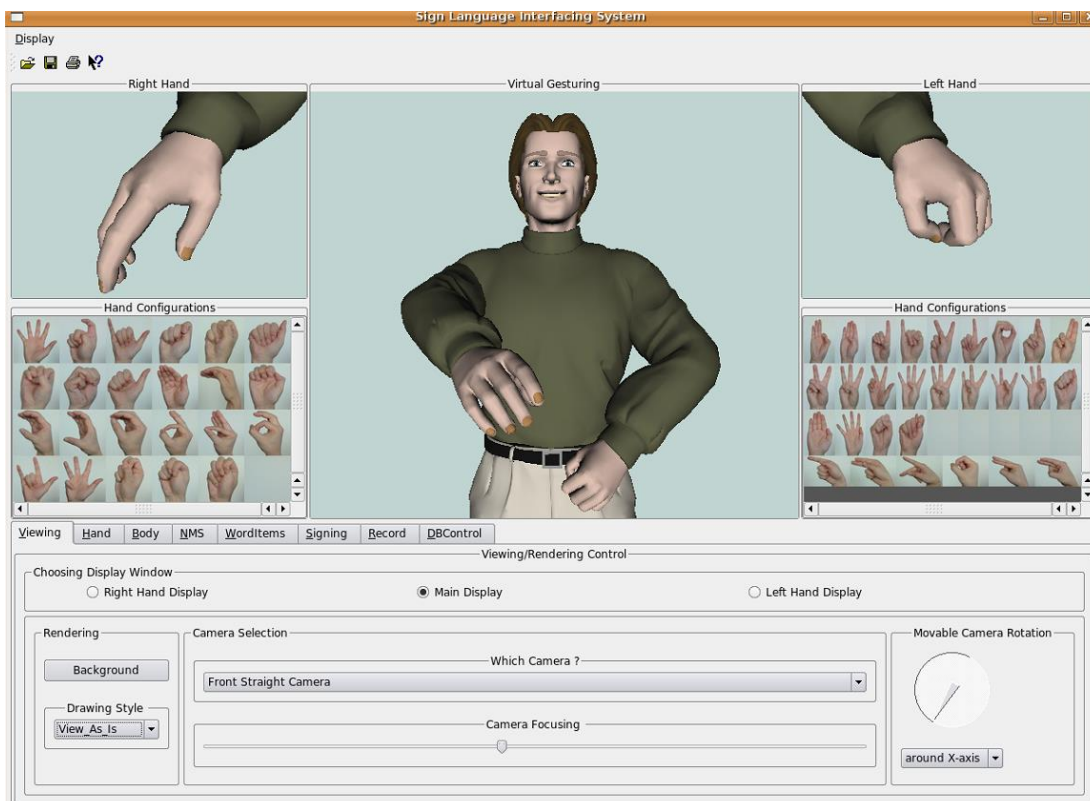 Sign Language Interfacing System
Display
Right Hand
Virtual Gesturing
Left Hand
Hand Configurations
Hand Configurations
Viewing Hand Body NMS WordItems Signing Record DBControl
Viewing/Rendering Control
Choosing Display Window
Right Hand Display Main Display Left Hand Display
Rendering
Camera Selection
Movable Camera Rotation
Background
Which Camera ?
Front Straight Camera
Drawing Style
View_As_Is
Camera Focusing
around X-axis